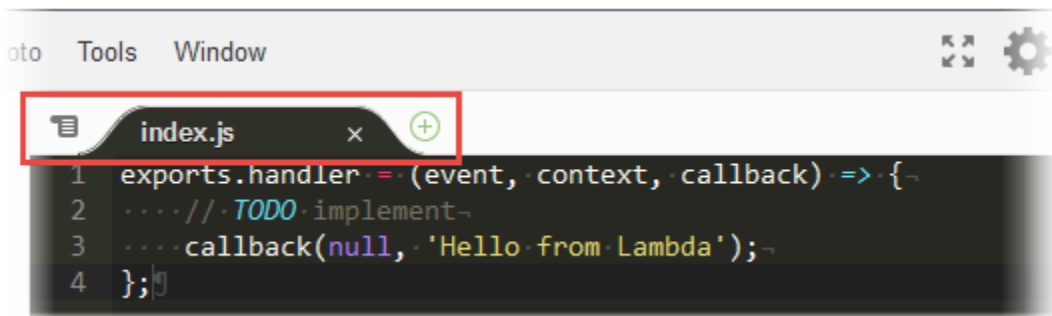 oto Tools Window
index.js ×
1 exports.handler = (event, context, callback) => {
2 // TODO implement
3 callback(null, 'Hello from Lambda');
4 };